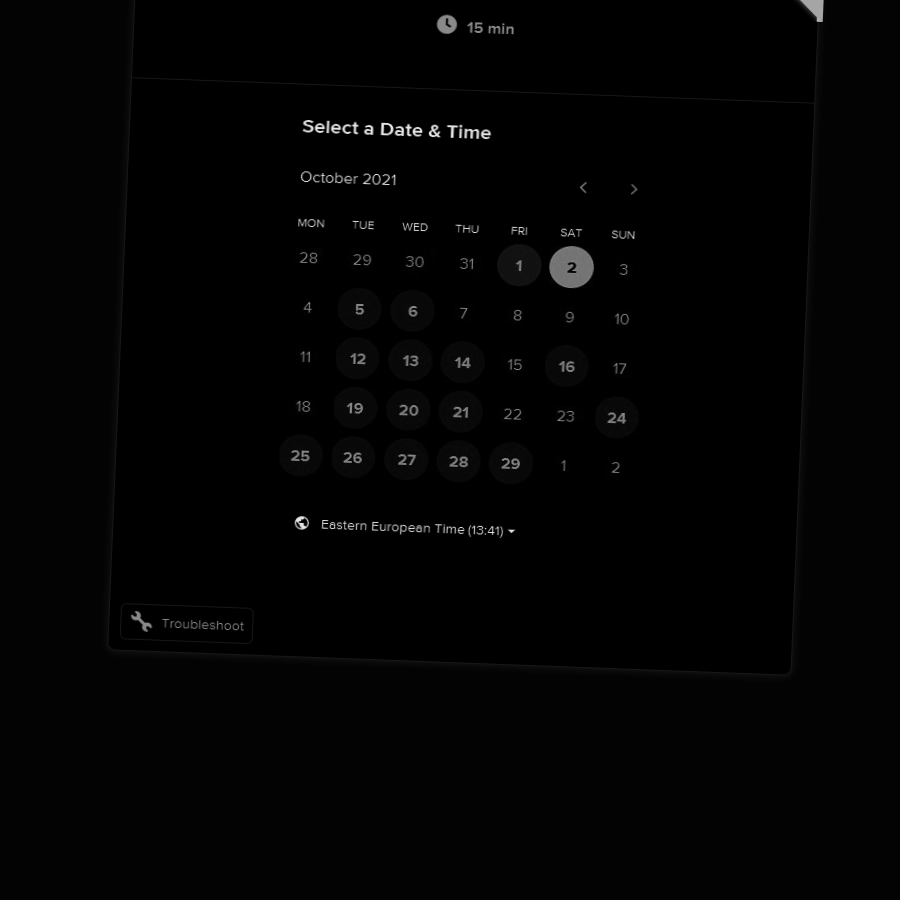 15 min
Select a Date & Time
October 2021
MON TUE WED THU FRI SAT SUN
28 29 30 31 1 2 3
4 5 6 7 8 9 10
11 12 13 14 15 16 17
18 19 20 21 22 23 24
25 26 27 28 29 1 2
Eastern European Time (13:41)
Troubleshoot